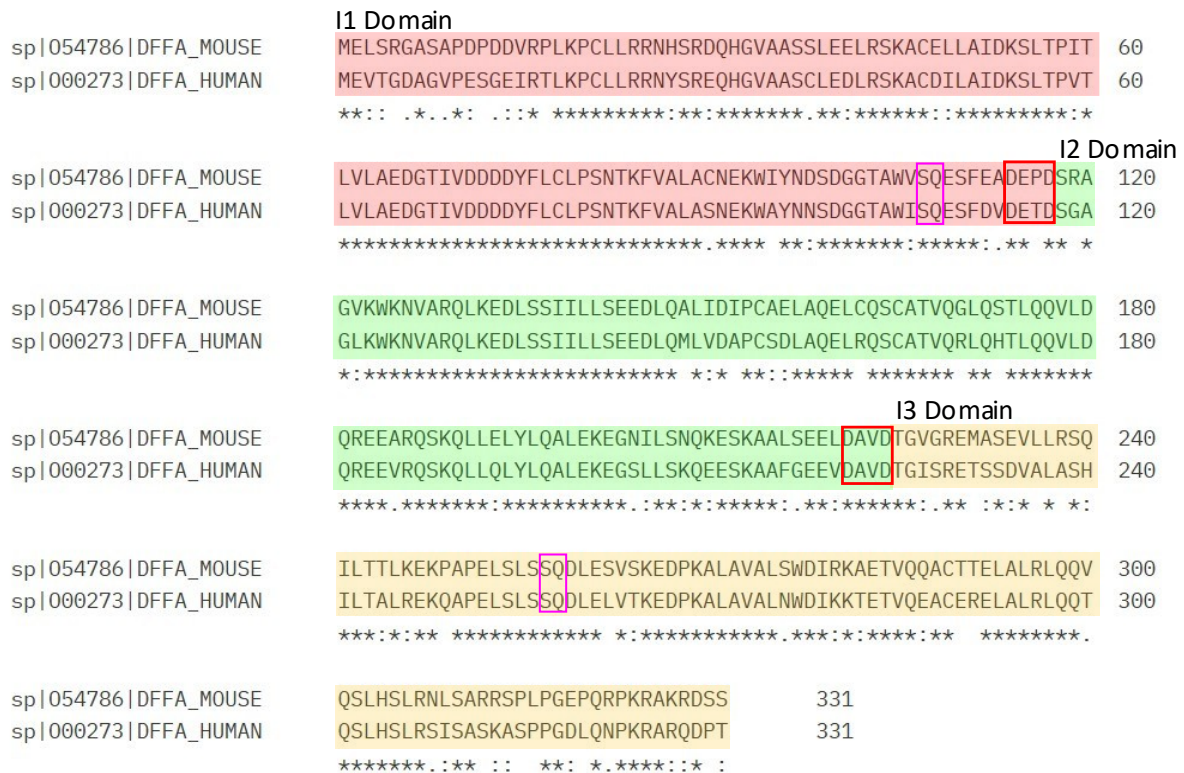 I1 Domain
sp|O54786|DFFA_MOUSE MELSRGASAPDPDDVRPLKPCLLRRNHSRDQHGVAASSLEELRSKACELLAIDKSLTPIT 60
sp|O00273|DFFA_HUMAN MEVTGDAGVPESGEIRTLKPCLLRRNYSREQHGVAASCLEDLRSKACDILAIDKSLTPVT 60
**:: .*..*: .::* *********:**:*******.**:******::*********:*
I2 Domain
sp|O54786|DFFA_MOUSE LVLAEDGTIVDDDDYFLCLPSNTKFVALACNEKWIYNDSDGGTAWVSQESFEADEPDSRA 120
sp|O00273|DFFA_HUMAN LVLAEDGTIVDDDDYFLCLPSNTKFVALASNEKWAYNNSDGGTAWISQESFDVDETDSGA 120
*****************************.**** **:*******:*****:.** ** *
sp|O54786|DFFA_MOUSE GVKWKNVARQLKEDLSSIILLSEEDLQALIDIPCAELAQELCQSCATVQGLQSTLQQVLD 180
sp|O00273|DFFA_HUMAN GLKWKNVARQLKEDLSSIILLSEEDLQMLVDAPCSDLAQELRQSCATVQRLQHTLQQVLD 180
*:************************* *:* **::***** ******* ** *******
I3 Domain
sp|O54786|DFFA_MOUSE QREEARQSKQLLELYLQALEKEGNILSNQKESKAALSEELDAVDTGVGREMASEVLLRSQ 240
sp|O00273|DFFA_HUMAN QREEVRQSKQLLQLYLQALEKEGSLLSKQEESKAAFGEEVDAVDTGISRETSSDVALASH 240
****.*******:**********.:**:*:*****:.**:******:.** :*:* * *:
sp|O54786|DFFA_MOUSE ILTTLKEKPAPELSLSSQDLESVSKEDPKALAVALSWDIRKAETVQQACTTELALRLQQV 300
sp|O00273|DFFA_HUMAN ILTALREKQAPELSLSSQDLELVTKEDPKALAVALNWDIKKTETVQEACERELALRLQQT 300
***:*:** ************ *:***********.***:*:****:** ********.
sp|O54786|DFFA_MOUSE QSLHSLRNLSARRSPLPGEPQRPKRAKRDSS 331
sp|O00273|DFFA_HUMAN QSLHSLRSISASKASPPGDLQNPKRARQDPT 331
*******.:** :: **: *.****::* :